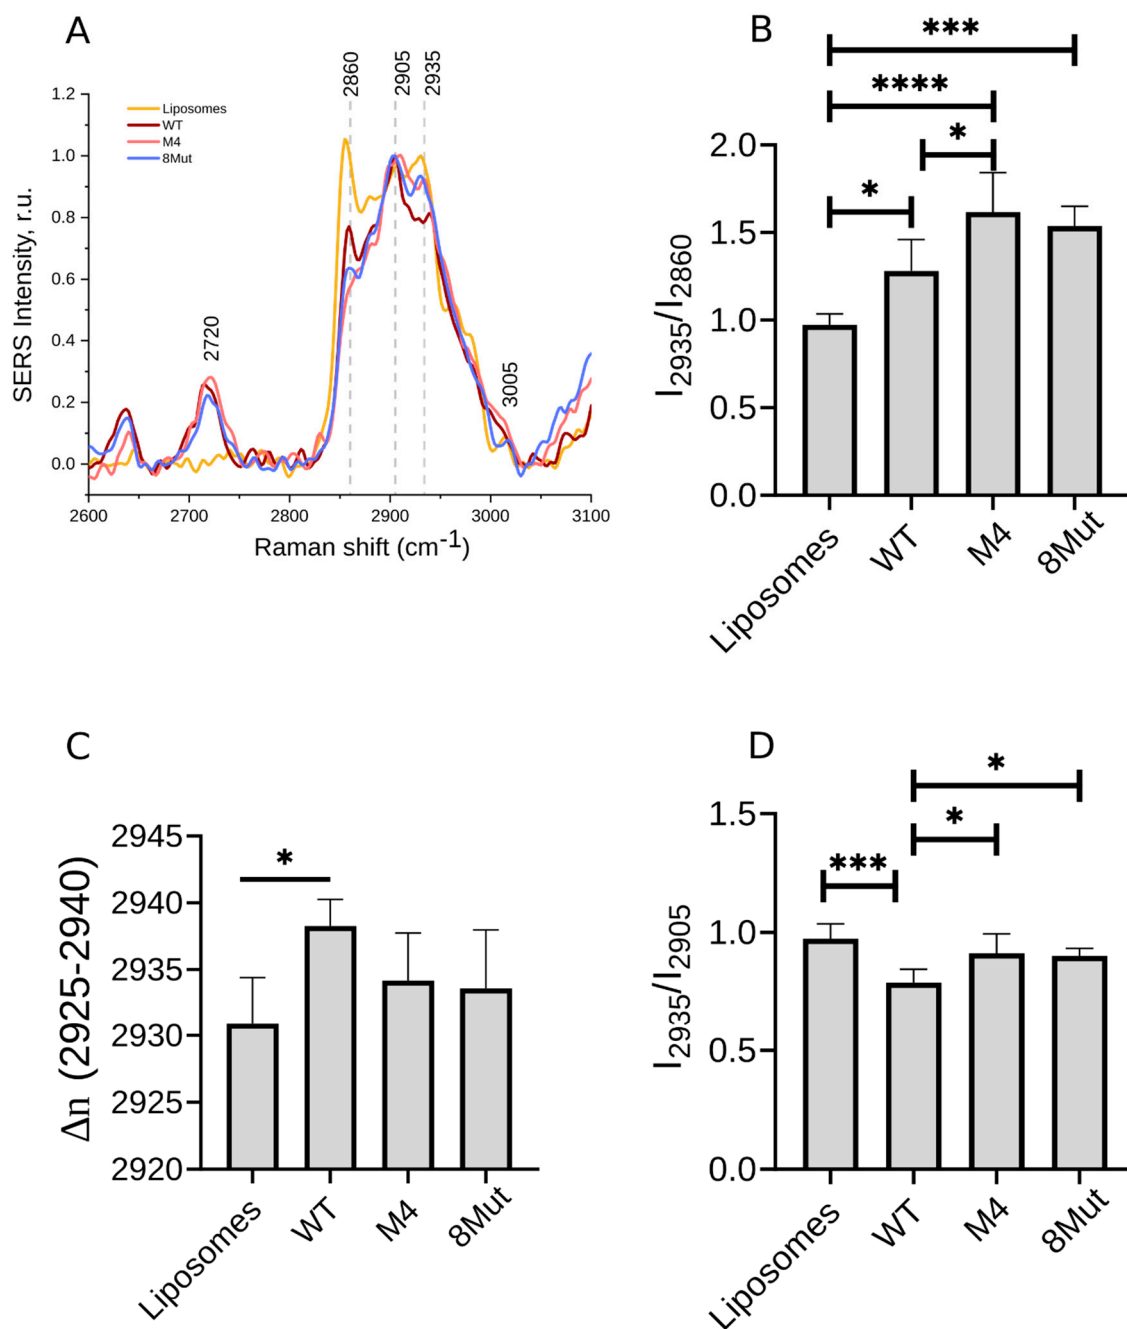 A
2860
2905
2935
1.2
1.0
0.8
0.6
0.4
0.2
0.0
SERS Intensity, r.u.
Liposomes
WT
M4
8Mut
2720
3005
2600
2700
2800
2900
3000
3100
Raman shift (cm-1)
B
***
****
*
*
2.0
1.5
1.0
0.5
0.0
I2935/I2860
Liposomes
WT
M4
8Mut
C
*
2945
2940
2935
2930
2925
2920
Δn (2925-2940)
Liposomes
WT
M4
8Mut
D
*
*
***
1.5
1.0
0.5
0.0
I2935/I2905
Liposomes
WT
M4
8Mut